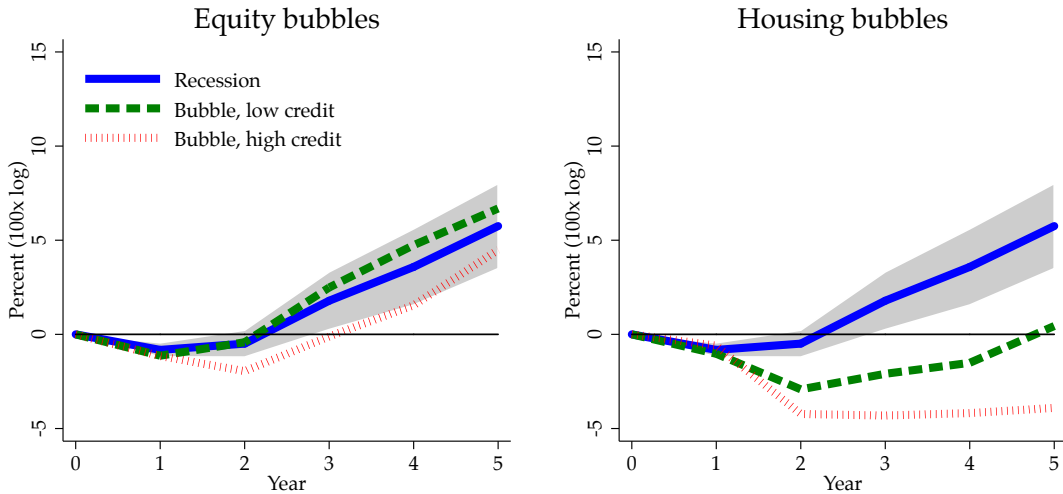 Equity bubbles
Percent (100x log)
15
10
5
0
-5
Recession
Bubble, low credit
Bubble, high credit
0 1 2 3 4 5
Year
Housing bubbles
Percent (100x log)
15
10
5
0
-5
0 1 2 3 4 5
Year